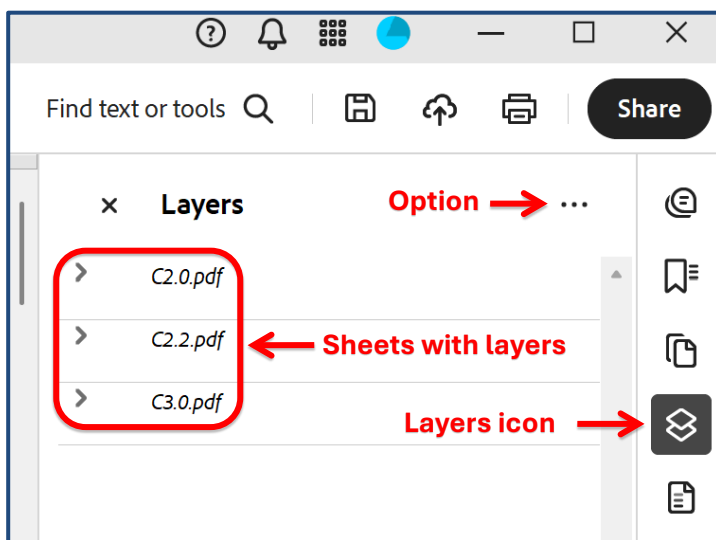 Find text or tools
Share
Layers
Option
C2.0.pdf
C2.2.pdf
Sheets with layers
C3.0.pdf
Layers icon